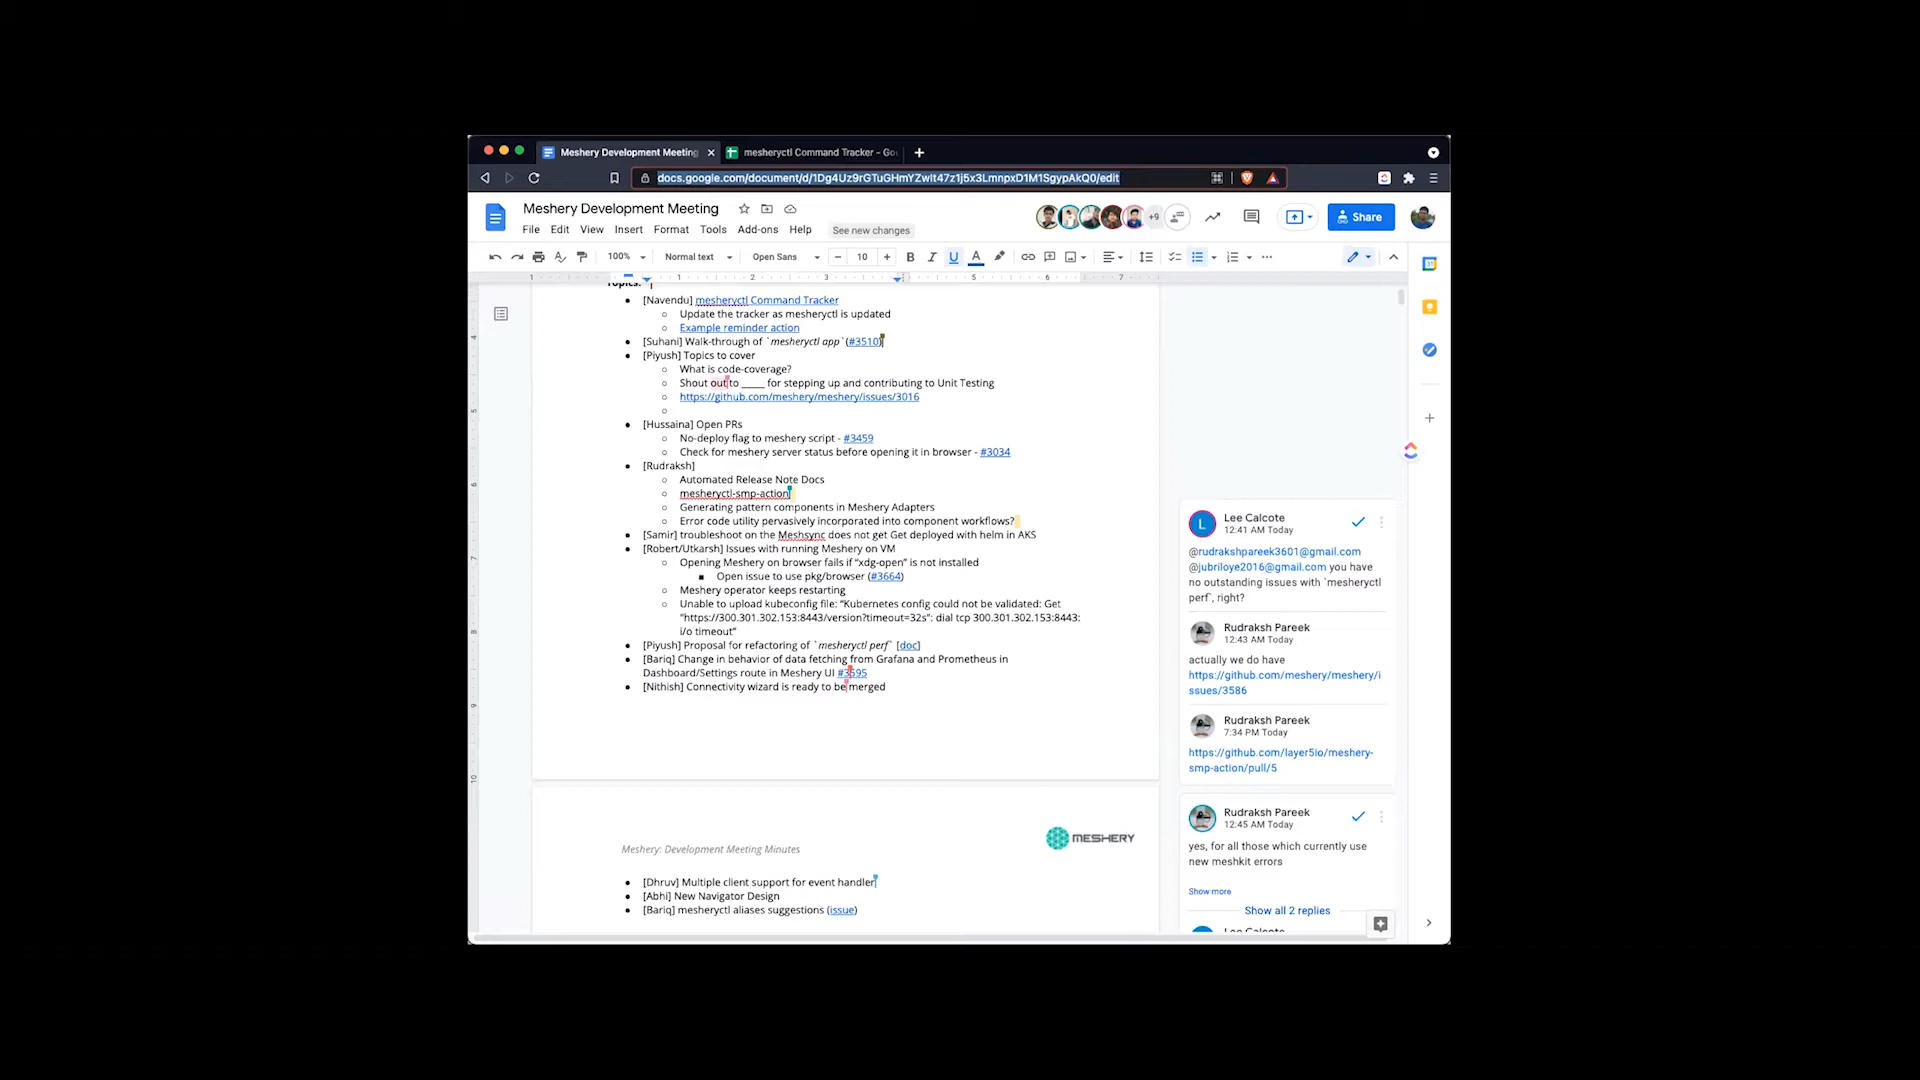 Meshery Development Meeting
mesheryctl Command Tracker - Go
docs.google.com/document/d/1Dg4Uz9rGTuGHmYZwIt47z1j5x3LmnpxD1M1SgypAkQ0/edit
Meshery Development Meeting
+9
Share
File Edit View Insert Format Tools Add-ons Help See new changes
100% Normal text Open Sans 10
Topics:
[Navendu] mesheryctl Command Tracker
Update the tracker as mesheryctl is updated
Example reminder action
[Suhani] Walk-through of `mesheryctl app` (#3510)
[Piyush] Topics to cover
What is code-coverage?
Shout out to _____ for stepping up and contributing to Unit Testing
https://github.com/meshery/meshery/issues/3016
[Hussaina] Open PRs
No-deploy flag to meshery script - #3459
Check for meshery server status before opening it in browser - #3034
[Rudraksh]
Automated Release Note Docs
mesheryctl-smp-action
Generating pattern components in Meshery Adapters
Error code utility pervasively incorporated into component workflows?
[Samir] troubleshoot on the Meshsync does not get Get deployed with helm in AKS
[Robert/Utkarsh] Issues with running Meshery on VM
Opening Meshery on browser fails if “xdg-open” is not installed
Open issue to use pkg/browser (#3664)
Meshery operator keeps restarting
Unable to upload kubeconfig file: “Kubernetes config could not be validated: Get
"https://300.301.302.153:8443/version?timeout=32s": dial tcp 300.301.302.153:8443:
i/o timeout”
[Piyush] Proposal for refactoring of `mesheryctl perf` [doc]
[Bariq] Change in behavior of data fetching from Grafana and Prometheus in
Dashboard/Settings route in Meshery UI #3595
[Nithish] Connectivity wizard is ready to be merged
Meshery: Development Meeting Minutes
MESHERY
[Dhruv] Multiple client support for event handler
[Abhi] New Navigator Design
[Bariq] mesheryctl aliases suggestions (issue)
L
Lee Calcote
12:41 AM Today
@rudrakshpareek3601@gmail.com
@jubriloye2016@gmail.com you have
no outstanding issues with `mesheryctl
perf`, right?
Rudraksh Pareek
12:43 AM Today
actually we do have
https://github.com/meshery/meshery/i
ssues/3586
Rudraksh Pareek
7:34 PM Today
https://github.com/layer5io/meshery-
smp-action/pull/5
Rudraksh Pareek
12:45 AM Today
yes, for all those which currently use
new meshkit errors
Show more
Show all 2 replies
Lee Calcote